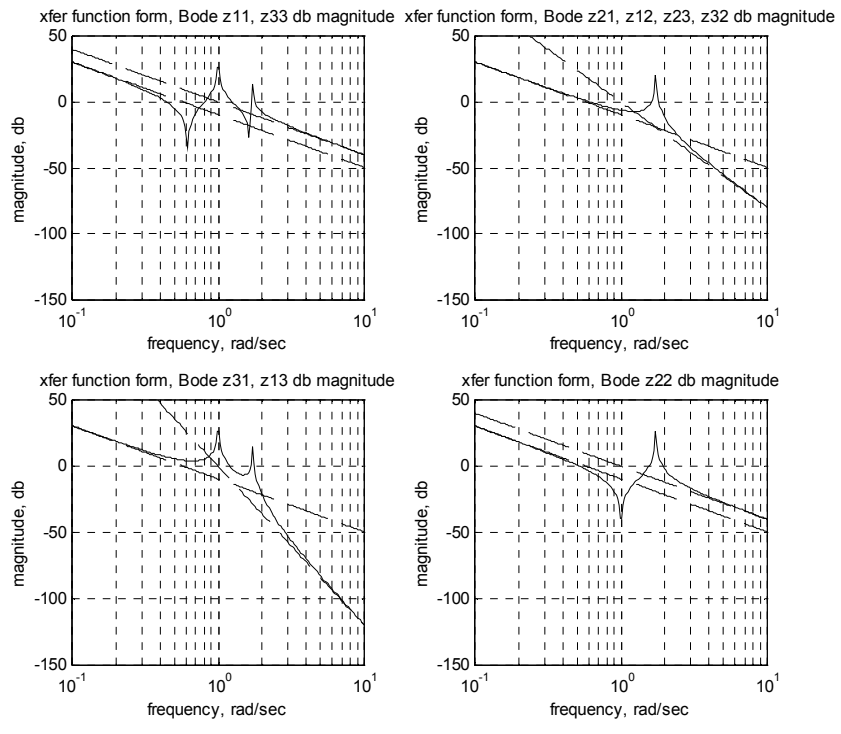 xfer function form, Bode z11, z33 db magnitude
50
0
-50
-100
-150
magnitude, db
10^-1
10^0
10^1
frequency, rad/sec
xfer function form, Bode z21, z12, z23, z32 db magnitude
50
0
-50
-100
-150
magnitude, db
10^-1
10^0
10^1
frequency, rad/sec
xfer function form, Bode z31, z13 db magnitude
50
0
-50
-100
-150
magnitude, db
10^-1
10^0
10^1
frequency, rad/sec
xfer function form, Bode z22 db magnitude
50
0
-50
-100
-150
magnitude, db
10^-1
10^0
10^1
frequency, rad/sec